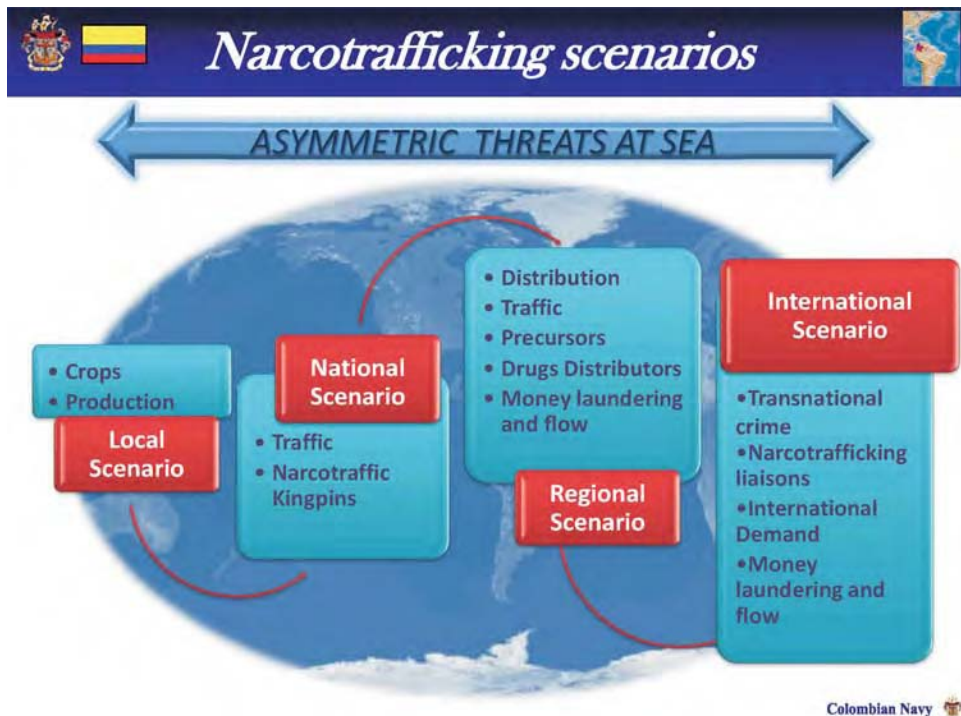 Narcotrafficking scenarios
ASYMMETRIC THREATS AT SEA
• Crops
• Production
Local
Scenario
National
Scenario
• Traffic
• Narcotraffic
Kingpins
• Distribution
• Traffic
• Precursors
• Drugs Distributors
• Money laundering
and flow
Regional
Scenario
International
Scenario
•Transnational
crime
•Narcotrafficking
liaisons
•International
Demand
•Money
laundering and
flow
Colombian Navy